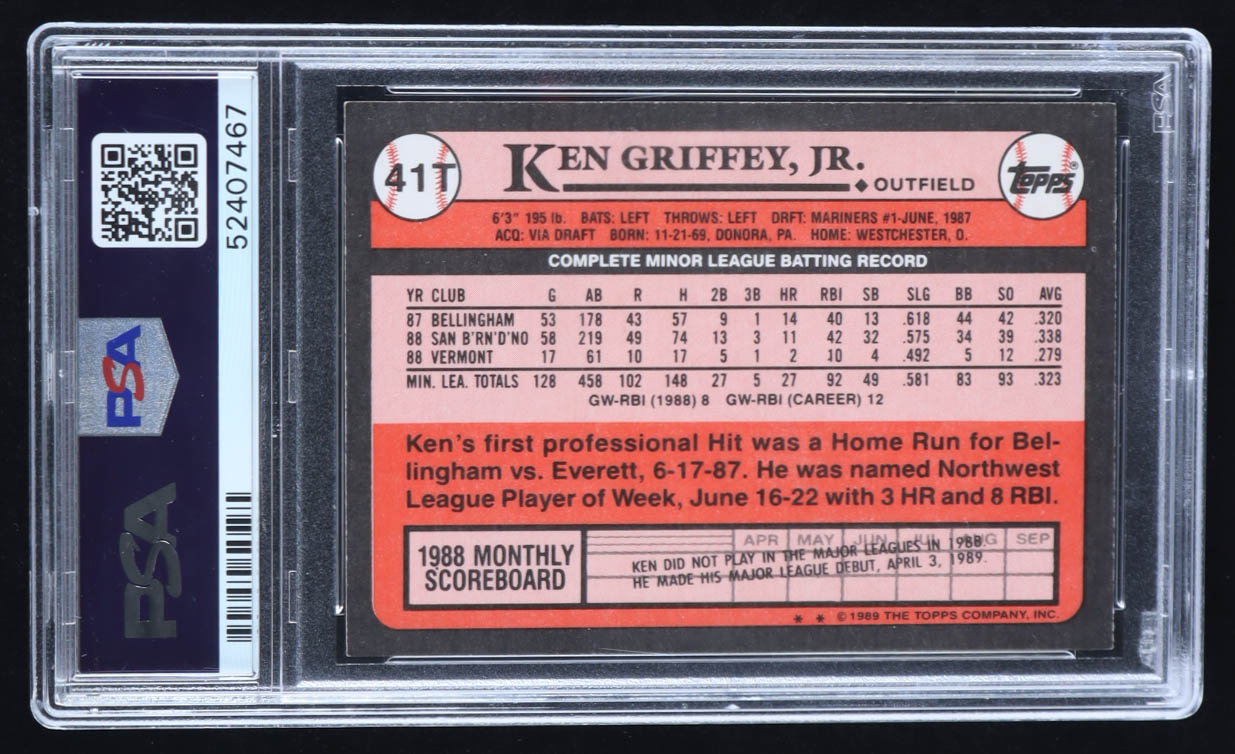 52407467
PSA
PSA
PSA
41T
KEN GRIFFEY, JR.
◆ OUTFIELD
topps®
6'3" 195 lb. BATS: LEFT THROWS: LEFT DRFT: MARINERS #1-JUNE, 1987
ACQ: VIA DRAFT BORN: 11-21-69, DONORA, PA. HOME: WESTCHESTER, O.
COMPLETE MINOR LEAGUE BATTING RECORD
YR CLUB G AB R H 2B 3B HR RBI SB SLG BB SO AVG
87 BELLINGHAM 53 178 43 57 9 1 14 40 13 .618 44 42 .320
88 SAN B'RN'D'NO 58 219 49 74 13 3 11 42 32 .575 34 39 .338
88 VERMONT 17 61 10 17 5 1 2 10 4 .492 5 12 .279
MIN. LEA. TOTALS 128 458 102 148 27 5 27 92 49 .581 83 93 .323
GW-RBI (1988) 8 GW-RBI (CAREER) 12
Ken's first professional Hit was a Home Run for Bel-
lingham vs. Everett, 6-17-87. He was named Northwest
League Player of Week, June 16-22 with 3 HR and 8 RBI.
1988 MONTHLY
SCOREBOARD
APR MAY JUN JUL AUG SEP
KEN DID NOT PLAY IN THE MAJOR LEAGUES IN 1988.
HE MADE HIS MAJOR LEAGUE DEBUT, APRIL 3, 1989.
* * © 1989 THE TOPPS COMPANY, INC.